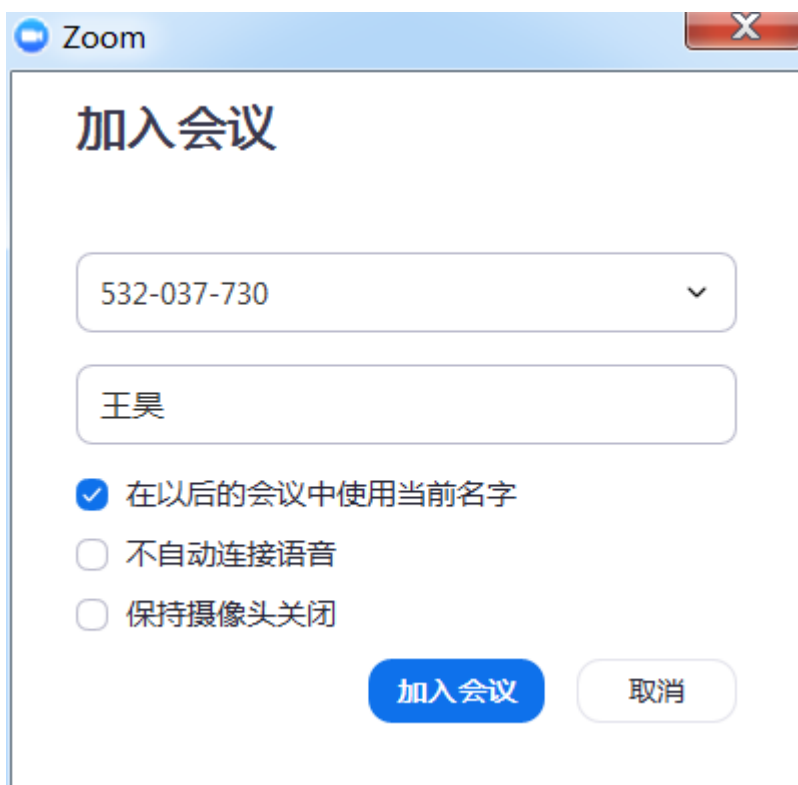 Zoom
加入会议
532-037-730
王昊
在以后的会议中使用当前名字
不自动连接语音
保持摄像头关闭
加入会议 取消